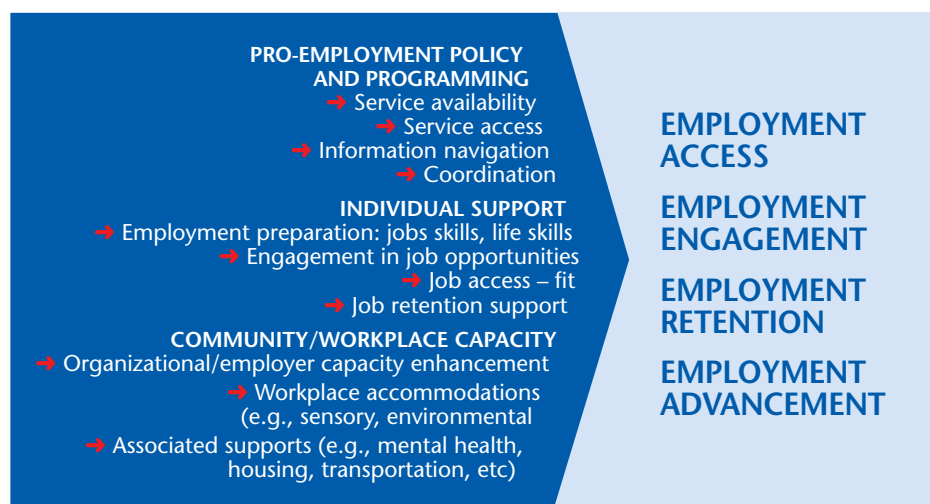 PRO-EMPLOYMENT POLICY
AND PROGRAMMING
➜ Service availability
➜ Service access
➜ Information navigation
➜ Coordination
INDIVIDUAL SUPPORT
➜ Employment preparation: jobs skills, life skills
➜ Engagement in job opportunities
➜ Job access – fit
➜ Job retention support
COMMUNITY/WORKPLACE CAPACITY
➜ Organizational/employer capacity enhancement
➜ Workplace accommodations
(e.g., sensory, environmental
➜ Associated supports (e.g., mental health,
housing, transportation, etc)
EMPLOYMENT
ACCESS
EMPLOYMENT
ENGAGEMENT
EMPLOYMENT
RETENTION
EMPLOYMENT
ADVANCEMENT